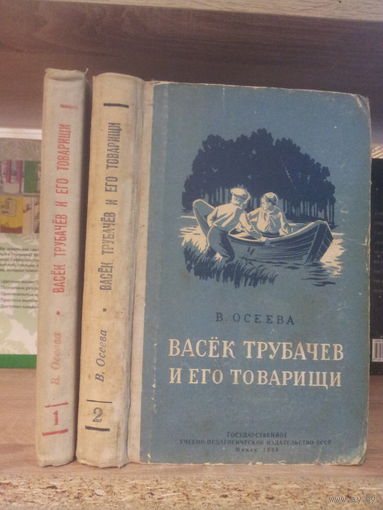 1
В. Осеева • ВАСЁК ТРУБАЧЁВ И ЕГО ТОВАРИЩИ
2
В. Осеева • ВАСЁК ТРУБАЧЁВ И ЕГО ТОВАРИЩИ
В. ОСЕЕВА
ВАСЁК ТРУБАЧЕВ
И ЕГО ТОВАРИЩИ
ГОСУДАРСТВЕННОЕ
УЧЕБНО-ПЕДАГОГИЧЕСКОЕ ИЗДАТЕЛЬСТВО БССР
Минск